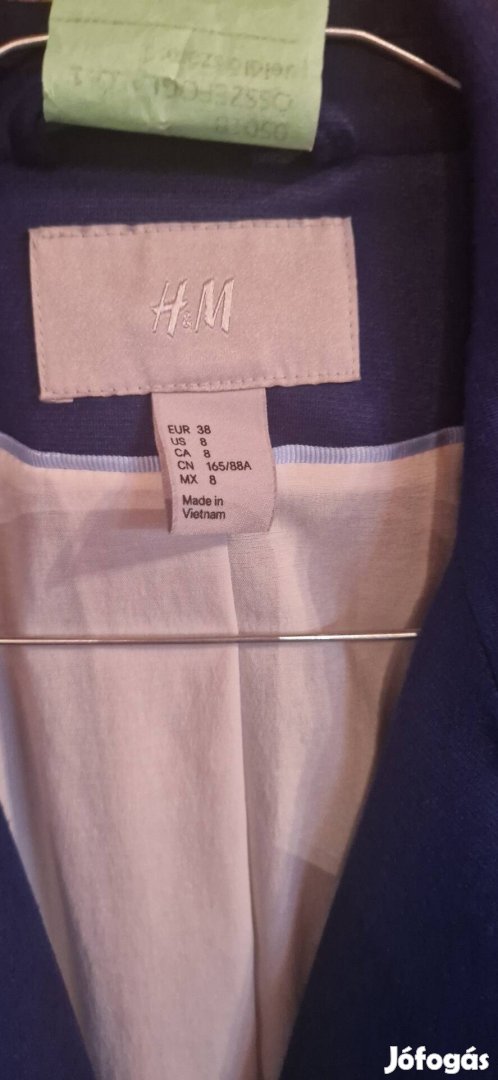 H&M
EUR 38
US 8
CA 8
CN 165/88A
MX 8
Made in
Vietnam
Jófogás